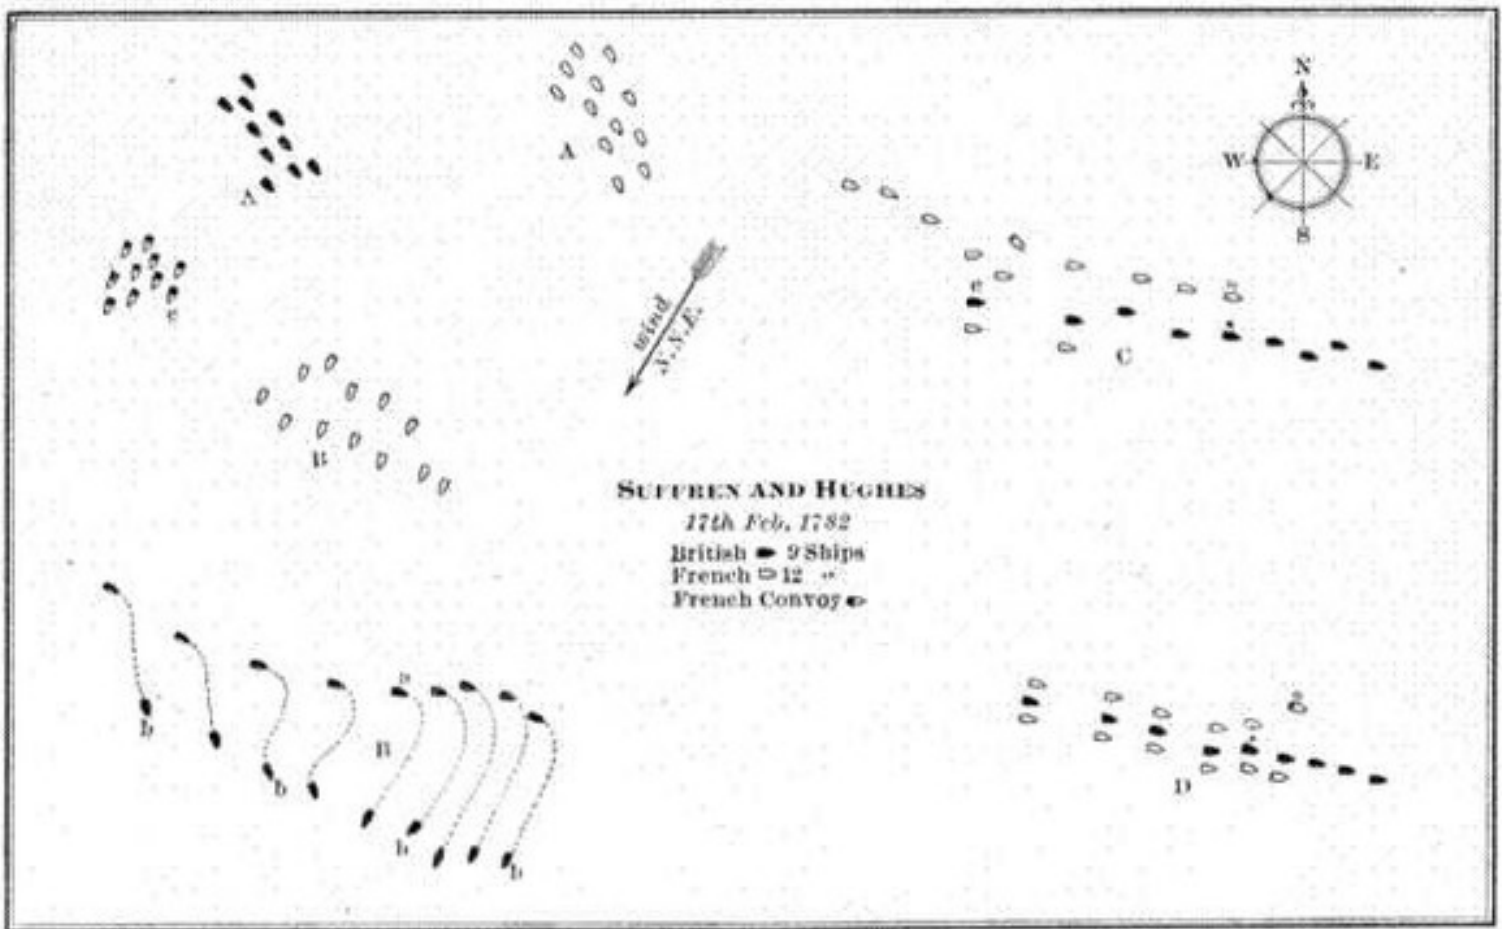 N
W E
S
A
A
wind
N.N.E.
C
B
SUFFREN AND HUGHES
17th Feb. 1782
British 9 Ships
French 12 "
French Convoy
B
b
b
b
b
D